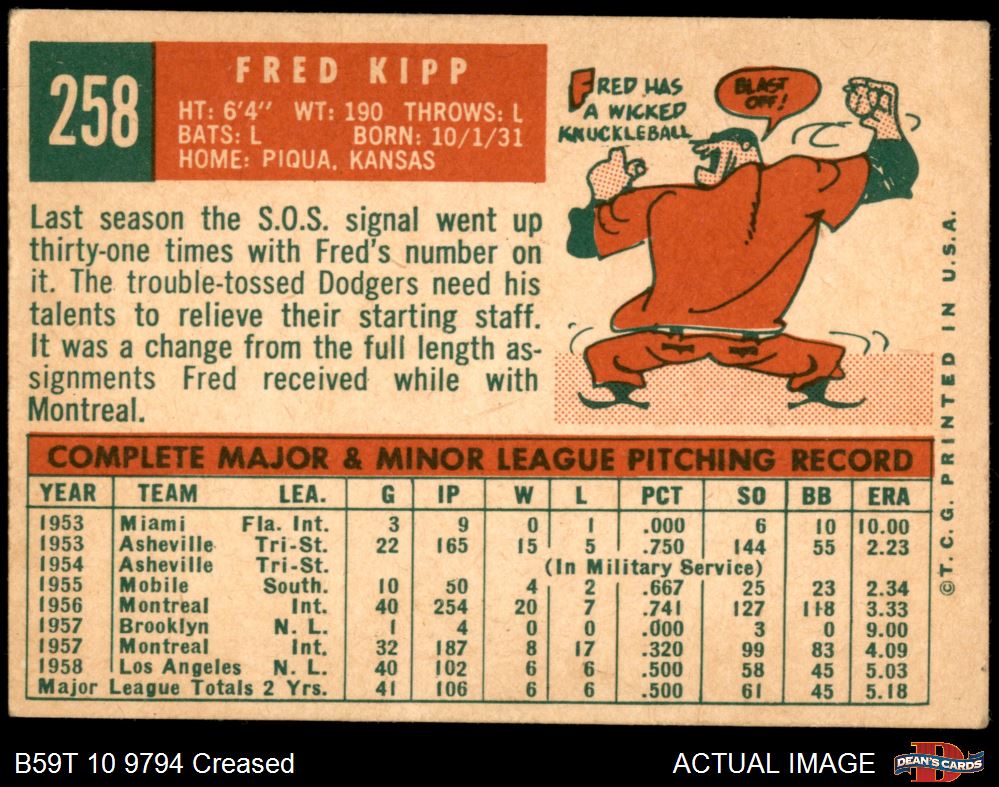 258
FRED KIPP
HT: 6'4" WT: 190 THROWS: L
BATS: L BORN: 10/1/31
HOME: PIQUA, KANSAS
FRED HAS
A WICKED
KNUCKLEBALL
BLAST
OFF!
Last season the S.O.S. signal went up
thirty-one times with Fred's number on
it. The trouble-tossed Dodgers need his
talents to relieve their starting staff.
It was a change from the full length as-
signments Fred received while with
Montreal.
COMPLETE MAJOR & MINOR LEAGUE PITCHING RECORD
YEAR TEAM LEA. G IP W L PCT SO BB ERA
1953 Miami Fla. Int. 3 9 0 1 .000 6 10 10.00
1953 Asheville Tri-St. 22 165 15 5 .750 144 55 2.23
1954 Asheville Tri-St. (In Military Service)
1955 Mobile South. 10 50 4 2 .667 25 23 2.34
1956 Montreal Int. 40 254 20 7 .741 127 118 3.33
1957 Brooklyn N. L. 1 4 0 0 .000 3 0 9.00
1957 Montreal Int. 32 187 8 17 .320 99 83 4.09
1958 Los Angeles N. L. 40 102 6 6 .500 58 45 5.03
Major League Totals 2 Yrs. 41 106 6 6 .500 61 45 5.18
©T. C. G. PRINTED IN U.S.A.
B59T 10 9794 Creased
ACTUAL IMAGE
D
DEAN'S CARDS